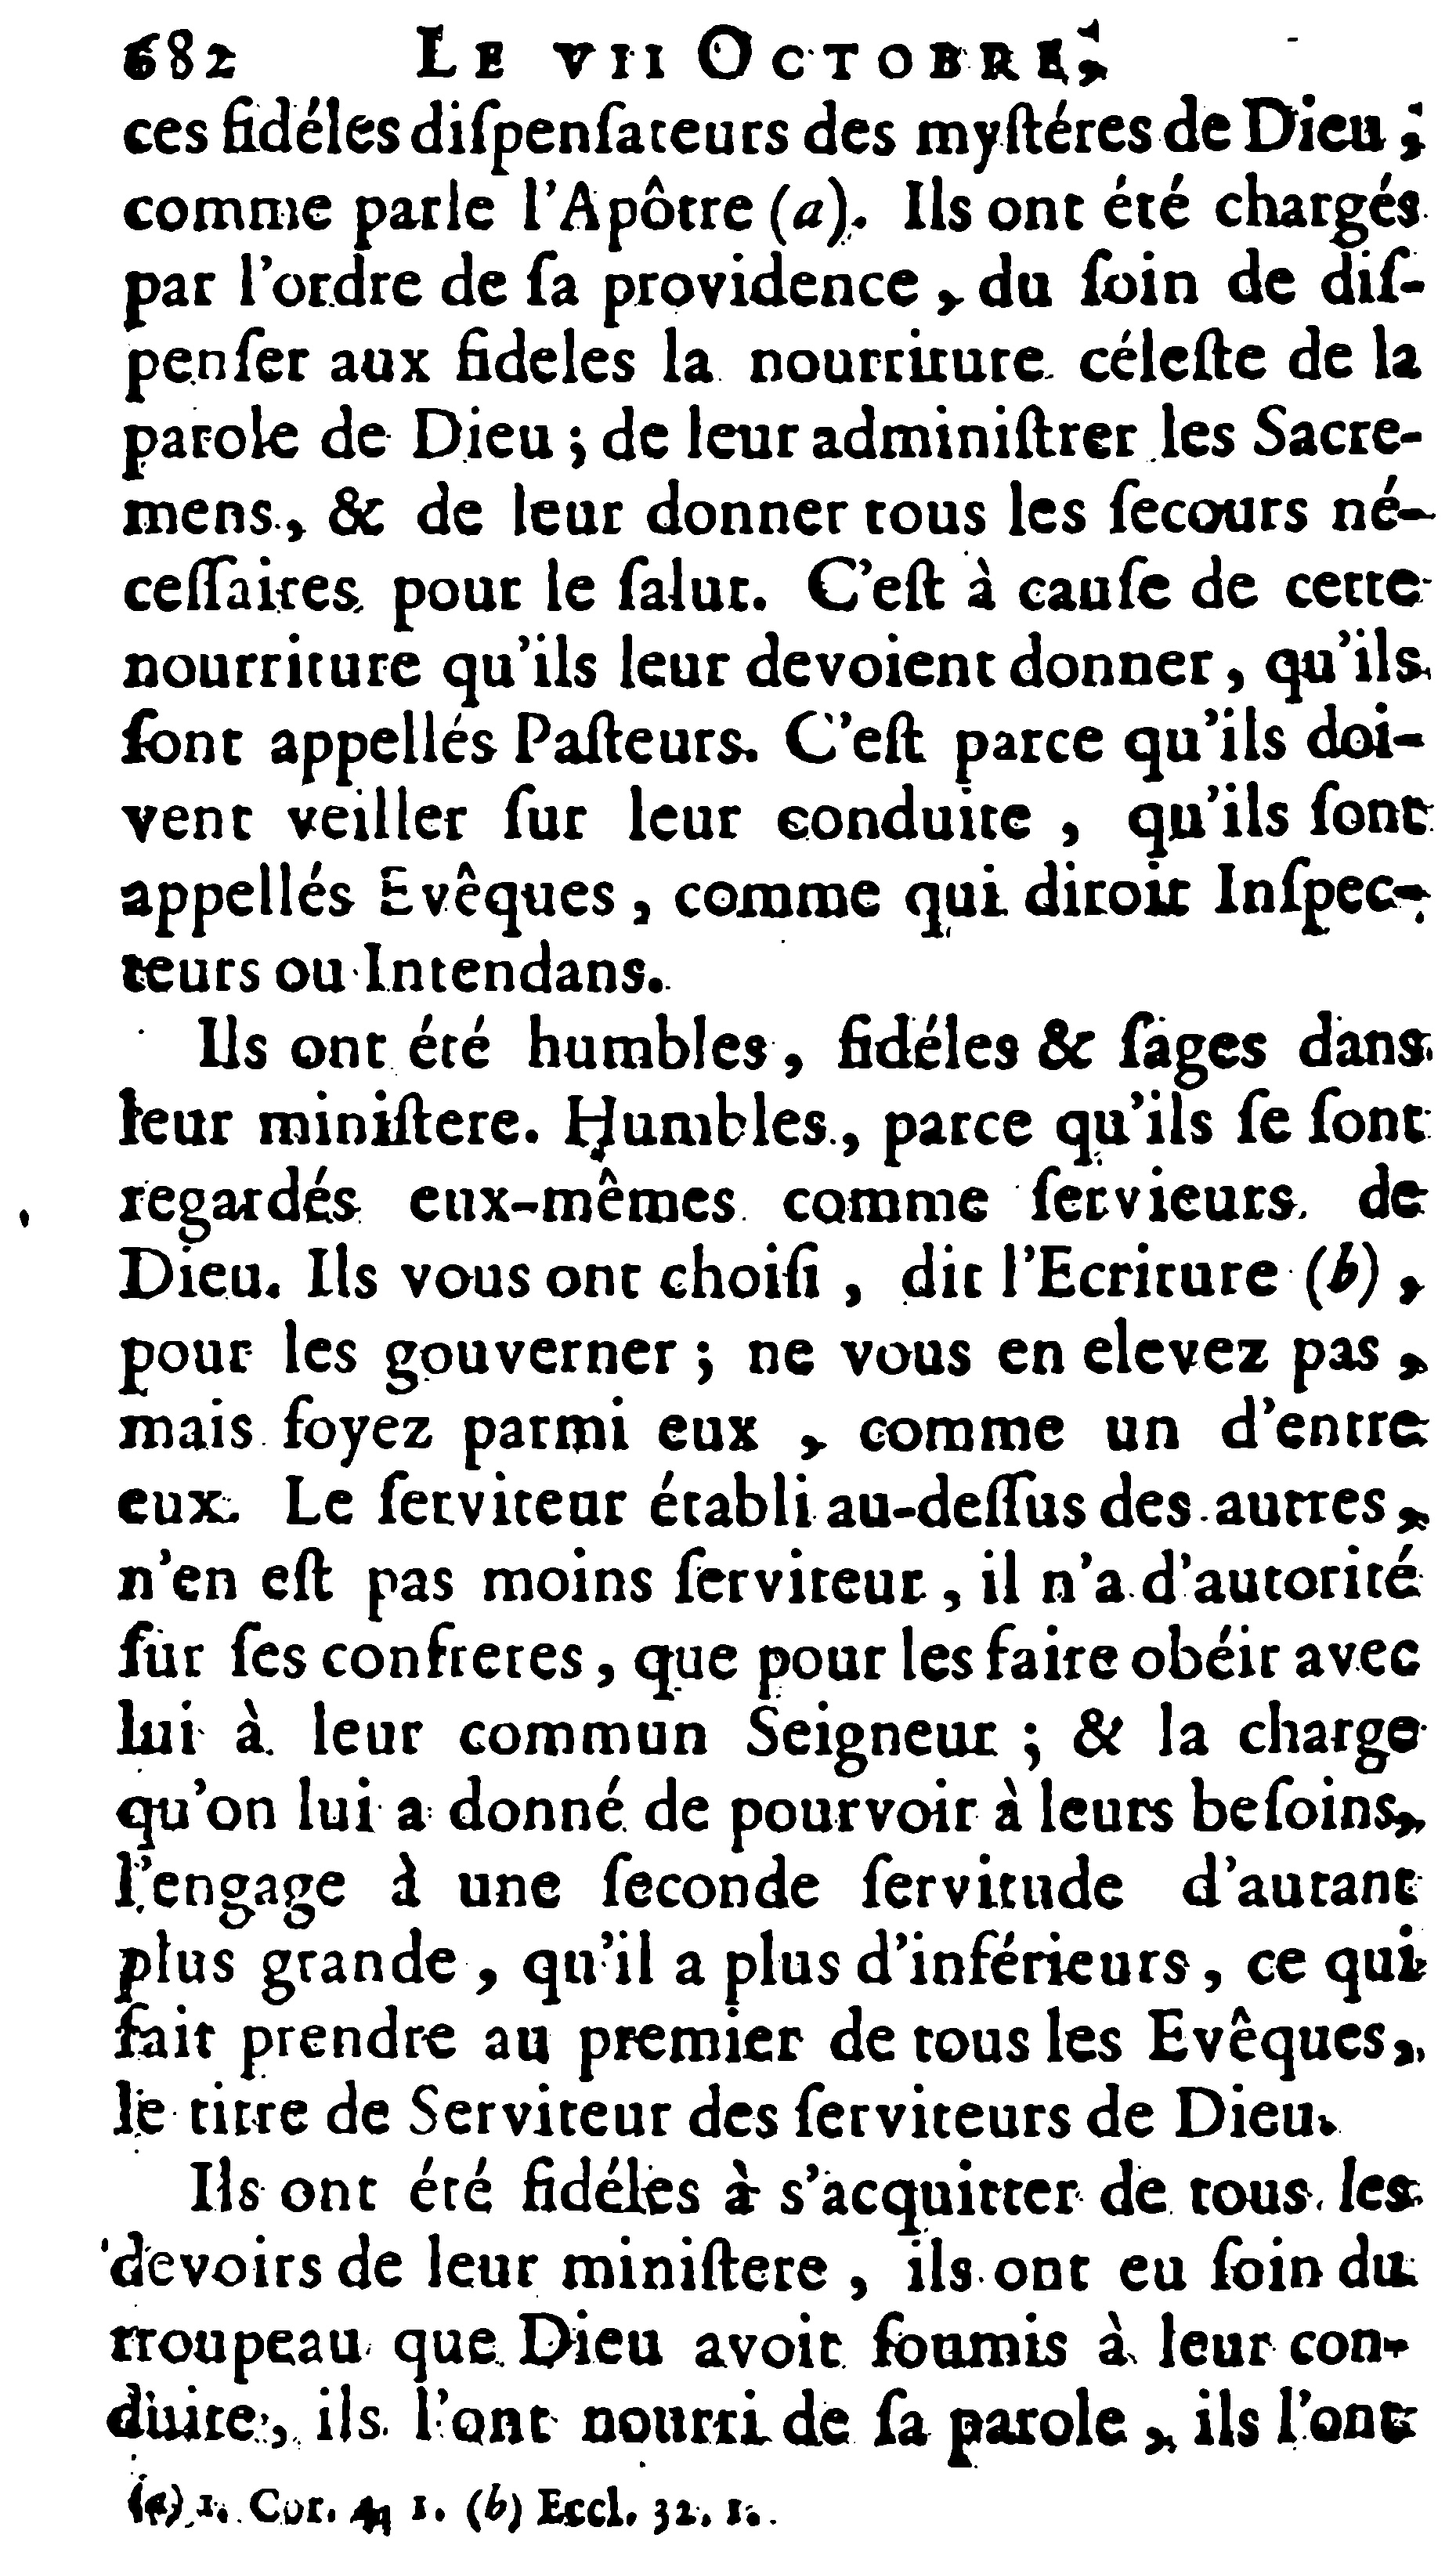 682 LE VII OCTOBRE,
ces fidéles diſpenſateurs des myſtéres de Dieu ;
comme parle l'Apôtre (a). Ils ont été chargés
par l'ordre de ſa providence, du ſoin de diſ-
penſer aux fideles la nourriture céleſte de la
parole de Dieu ; de leur adminiſtrer les Sacre-
mens, & de leur donner tous les ſecours né-
ceſſaires pour le ſalut. C'eſt à cauſe de cette
nourriture qu'ils leur devoient donner, qu'ils
ſont appellés Paſteurs. C'eſt parce qu'ils doi-
vent veiller ſur leur conduite, qu'ils ſont
appellés Evêques, comme qui diroit Inſpec-
teurs ou Intendans.
Ils ont été humbles, fidéles & ſages dans
leur miniſtere. Humbles, parce qu'ils ſe ſont
regardés eux-mêmes comme ſervieurs de
Dieu. Ils vous ont choiſi, dit l'Ecriture (b),
pour les gouverner ; ne vous en elevez pas,
mais ſoyez parmi eux, comme un d'entre
eux. Le ſerviteur établi au-deſſus des autres,
n'en eſt pas moins ſerviteur, il n'a d'autorité
ſur ſes confreres, que pour les faire obéir avec
lui à leur commun Seigneur ; & la charge
qu'on lui a donné de pourvoir à leurs beſoins,
l'engage à une ſeconde ſervitude d'autant
plus grande, qu'il a plus d'inférieurs, ce qui
fait prendre au premier de tous les Evêques,
le titre de Serviteur des ſerviteurs de Dieu.
Ils ont été fidéles à s'acquitter de tous les
devoirs de leur miniſtere, ils ont eu ſoin du
troupeau que Dieu avoit ſoumis à leur con-
duite, ils l'ont nourri de ſa parole, ils l'ont
(a) 1. Cor. 4, 1. (b) Eccl. 32. 1.